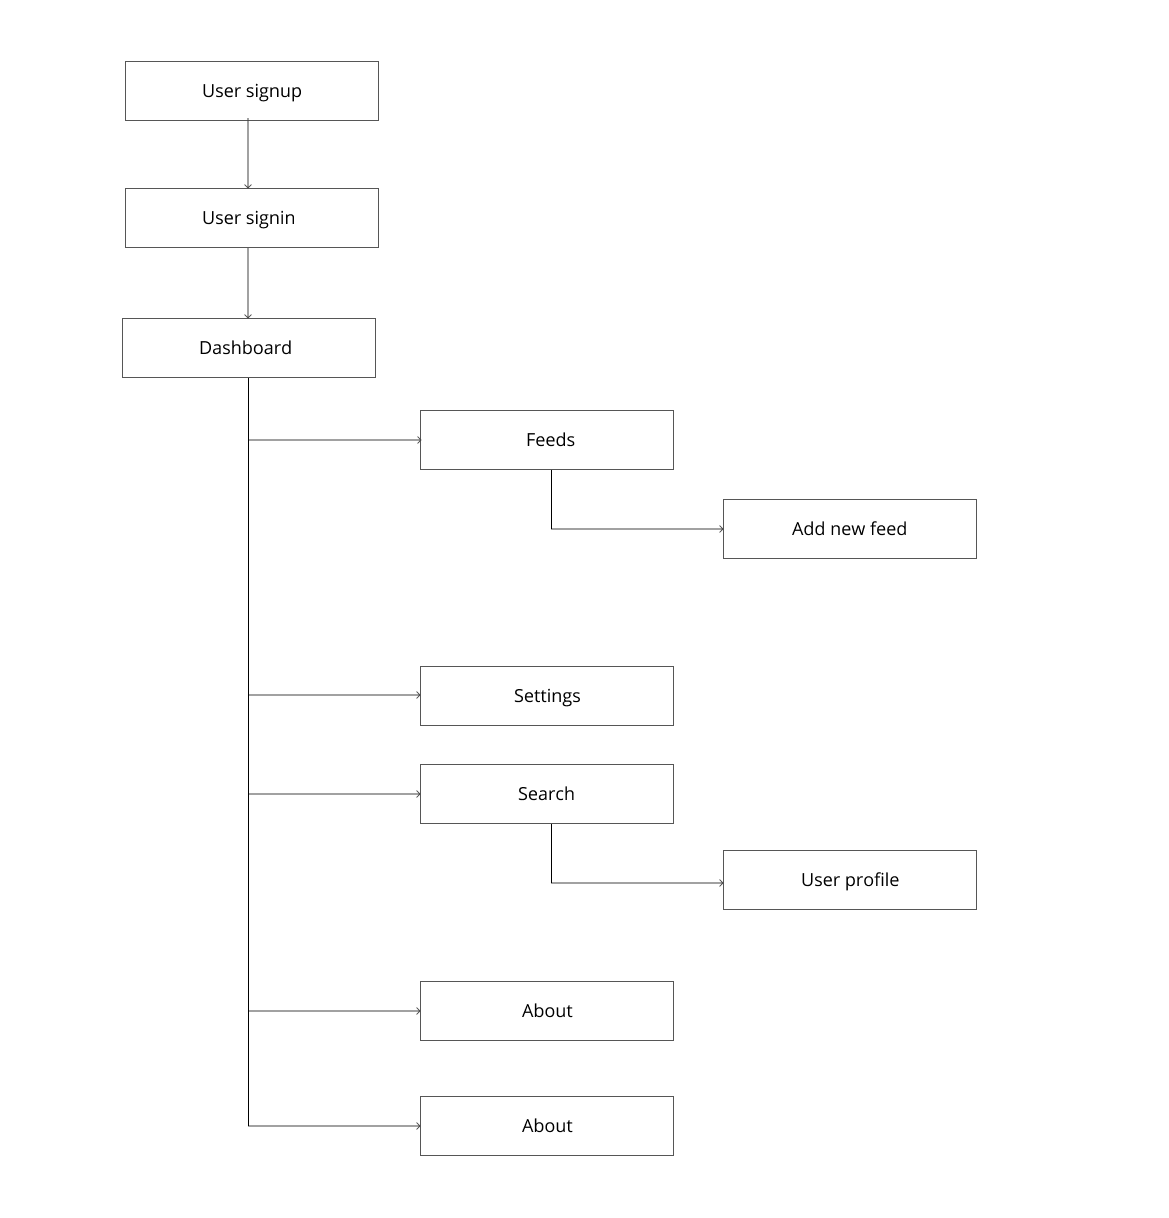 User signup
User signin
Dashboard
Feeds
Add new feed
Settings
Search
User profile
About
About